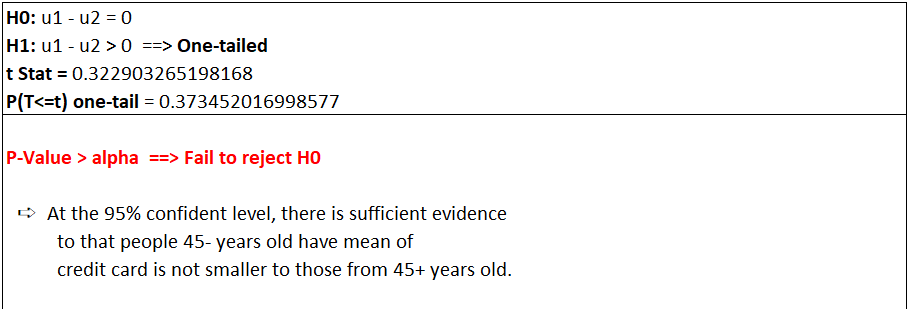 H0: u1 - u2 = 0
H1: u1 - u2 > 0 ==> One-tailed
t Stat = 0.322903265198168
P(T<=t) one-tail = 0.373452016998577
P-Value > alpha ==> Fail to reject H0
➪ At the 95% confident level, there is sufficient evidence
to that people 45- years old have mean of
credit card is not smaller to those from 45+ years old.